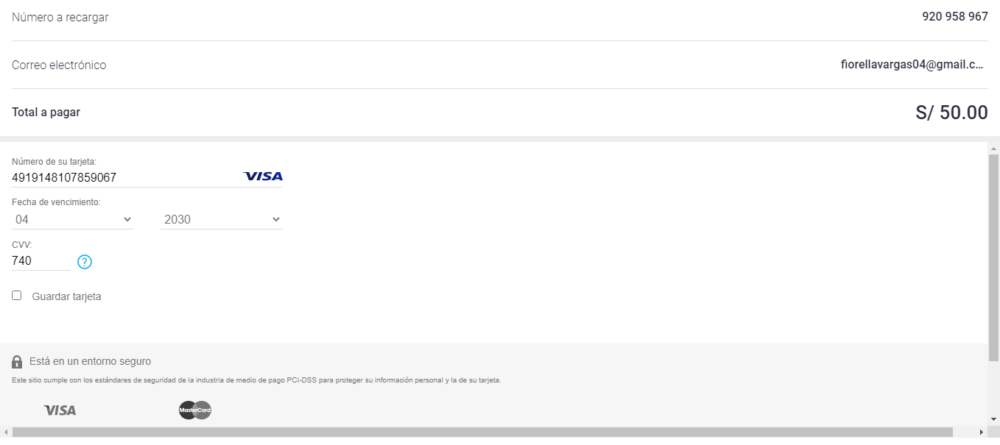 Número a recargar 920 958 967
Correo electrónico fiorellavargas04@gmail.c...
Total a pagar S/ 50.00
Número de su tarjeta:
4919148107859067 VISA
Fecha de vencimiento:
04 2030
CVV:
740 ?
Guardar tarjeta
Está en un entorno seguro
Este sitio cumple con los estándares de seguridad de la industria de medio de pago PCI-DSS para proteger su información personal y la de su tarjeta.
VISA MasterCard